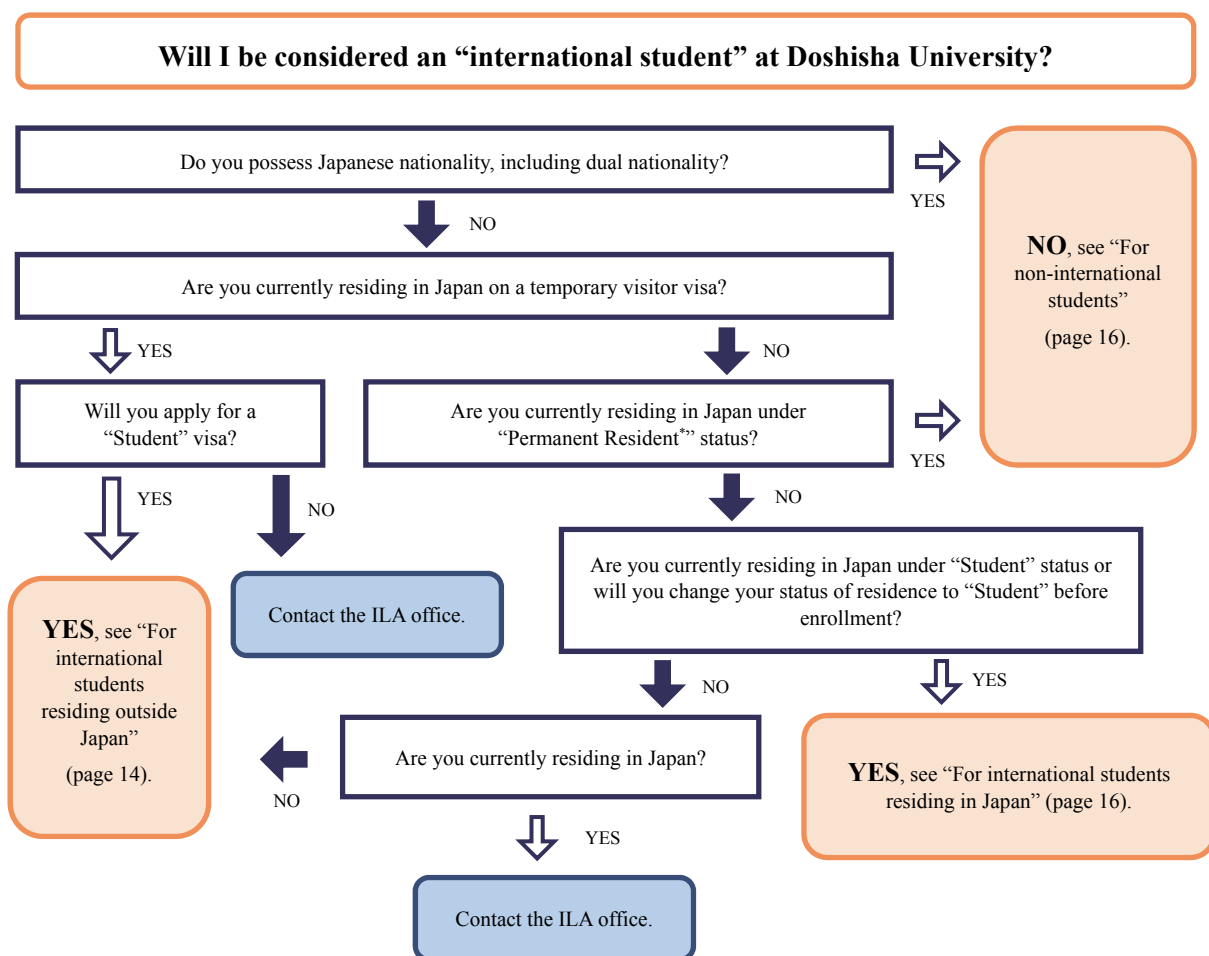 Will I be considered an “international student” at Doshisha University?
Do you possess Japanese nationality, including dual nationality?
YES
NO
NO, see “For
non-international
students”
(page 16).
Are you currently residing in Japan on a temporary visitor visa?
YES
NO
Will you apply for a
“Student” visa?
Are you currently residing in Japan under
“Permanent Resident*” status?
YES
YES
NO
NO
Are you currently residing in Japan under “Student” status or
will you change your status of residence to “Student” before
enrollment?
Contact the ILA office.
YES, see “For
international
students
residing outside
Japan”
(page 14).
NO
YES
Are you currently residing in Japan?
NO
YES, see “For international students
residing in Japan” (page 16).
YES
Contact the ILA office.